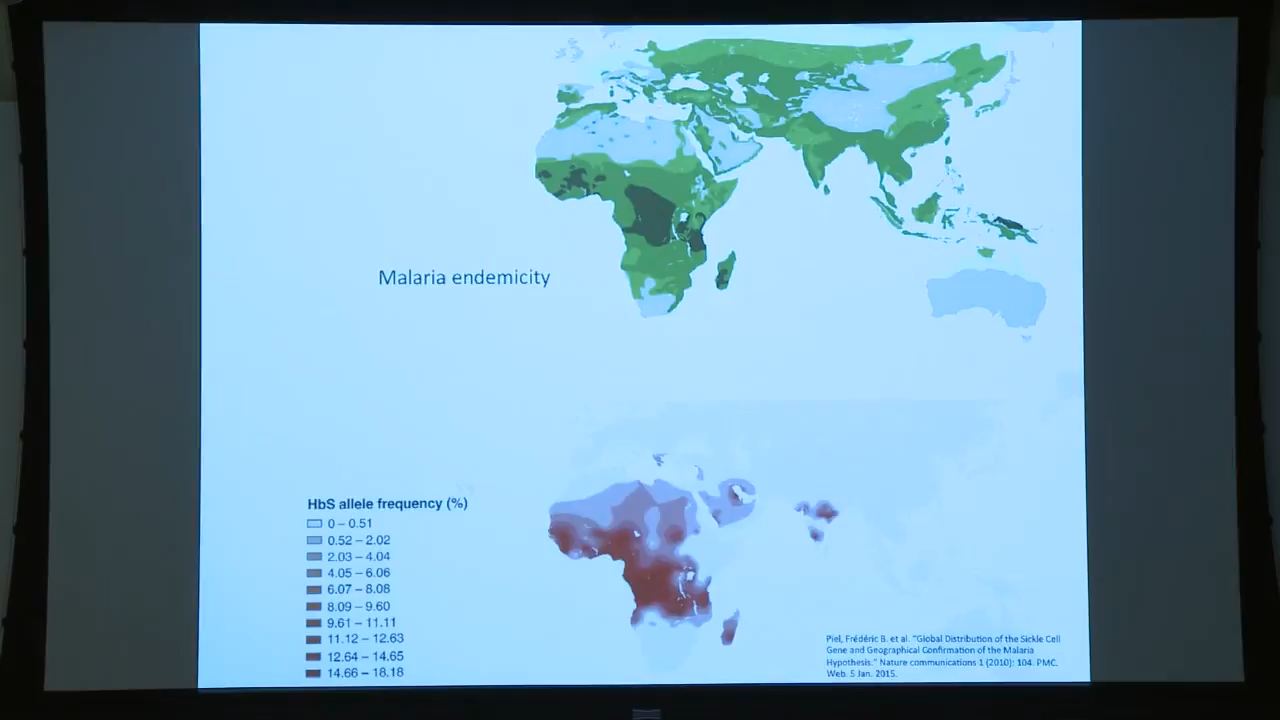 Malaria endemicity
HbS allele frequency (%)
0 – 0.51
0.52 – 2.02
2.03 – 4.04
4.05 – 6.06
6.07 – 8.08
8.09 – 9.60
9.61 – 11.11
11.12 – 12.63
12.64 – 14.65
14.66 – 18.18
Piel, Frédéric B. et al. "Global Distribution of the Sickle Cell
Gene and Geographical Confirmation of the Malaria
Hypothesis." Nature communications 1 (2010): 104. PMC.
Web. 5 Jan. 2015.